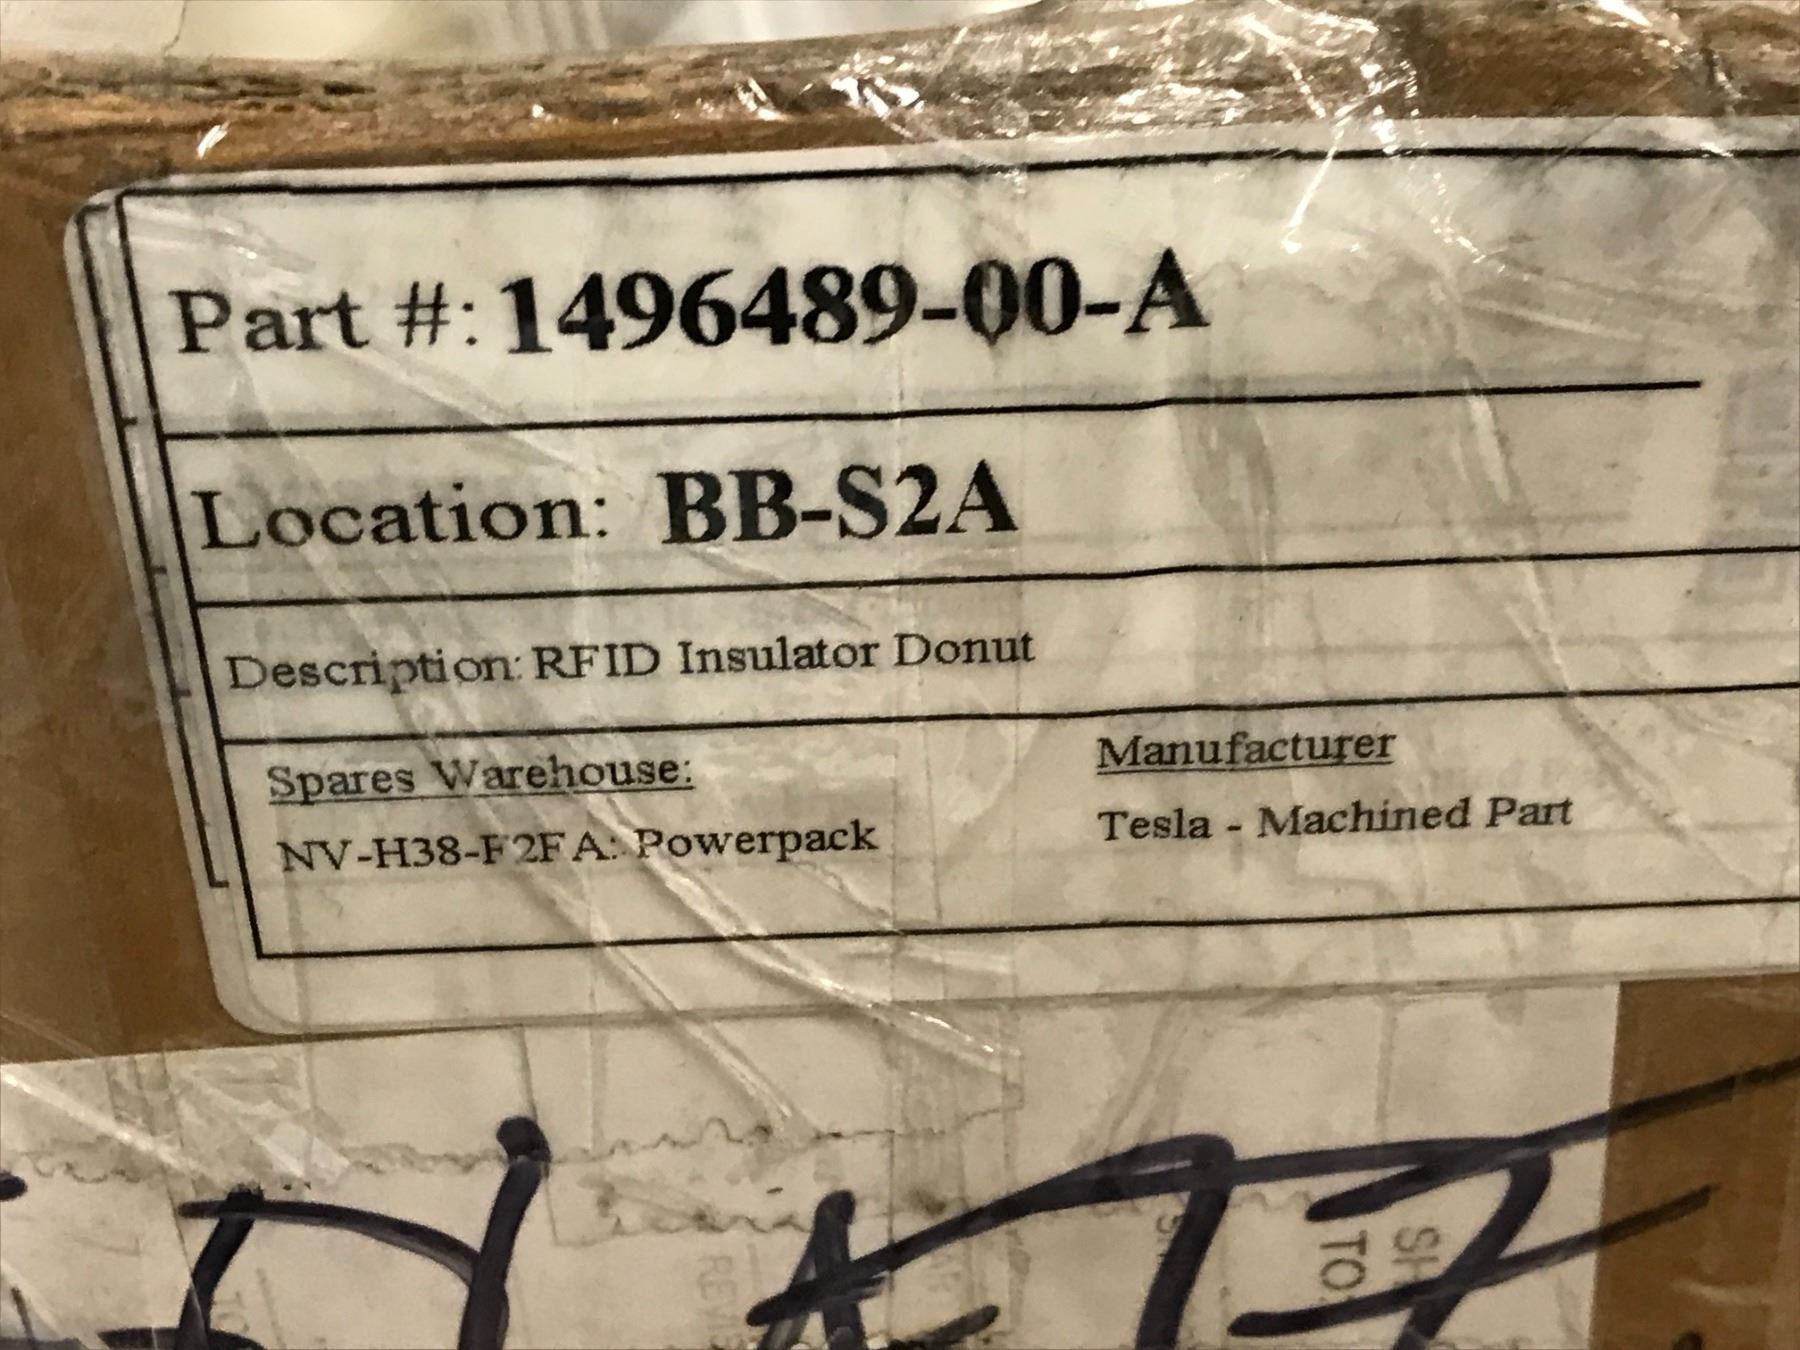 Part #: 1496489-00-A
Location: BB-S2A
Description: RFID Insulator Donut
Spares Warehouse:
NV-H38-F2FA: Powerpack
Manufacturer
Tesla - Machined Part
TO